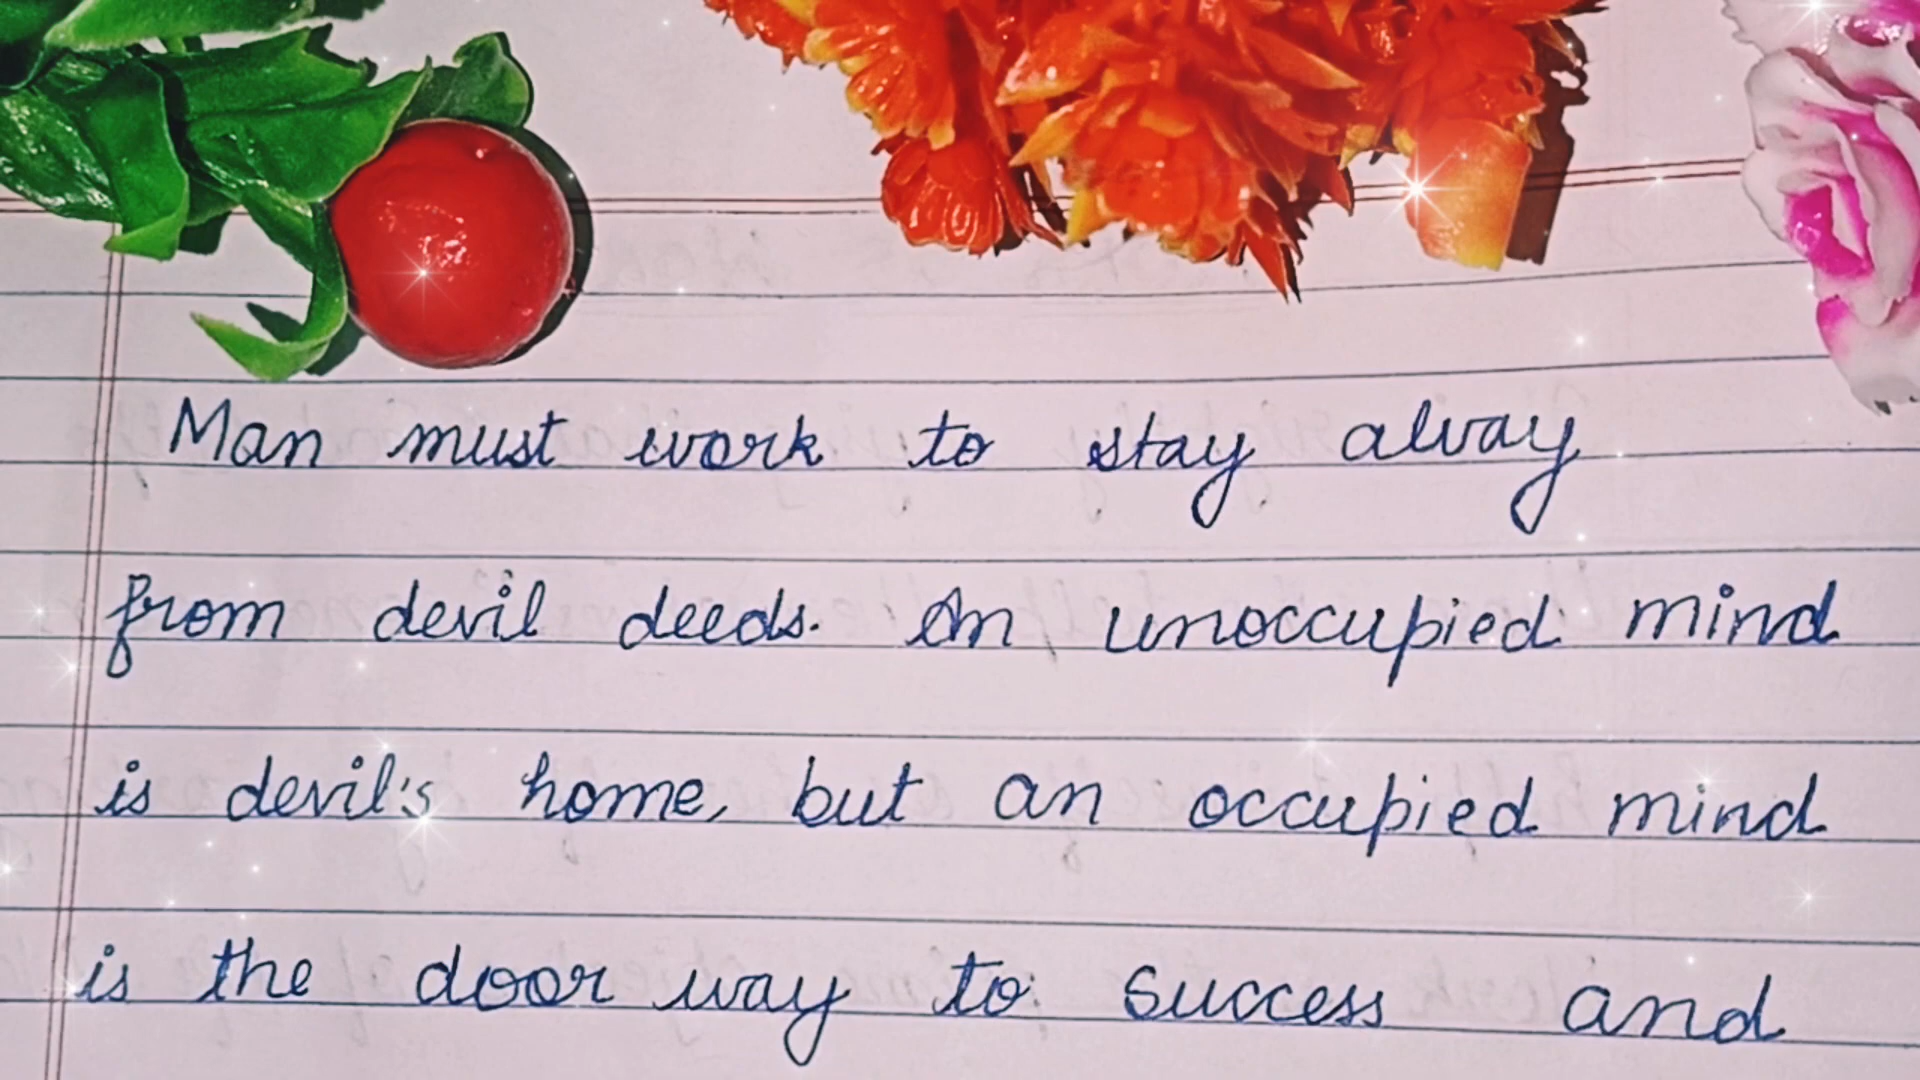 Man must work to stay alway
from devil deeds. An unoccupied mind
is devil's home, but an occupied mind
is the door way to success and